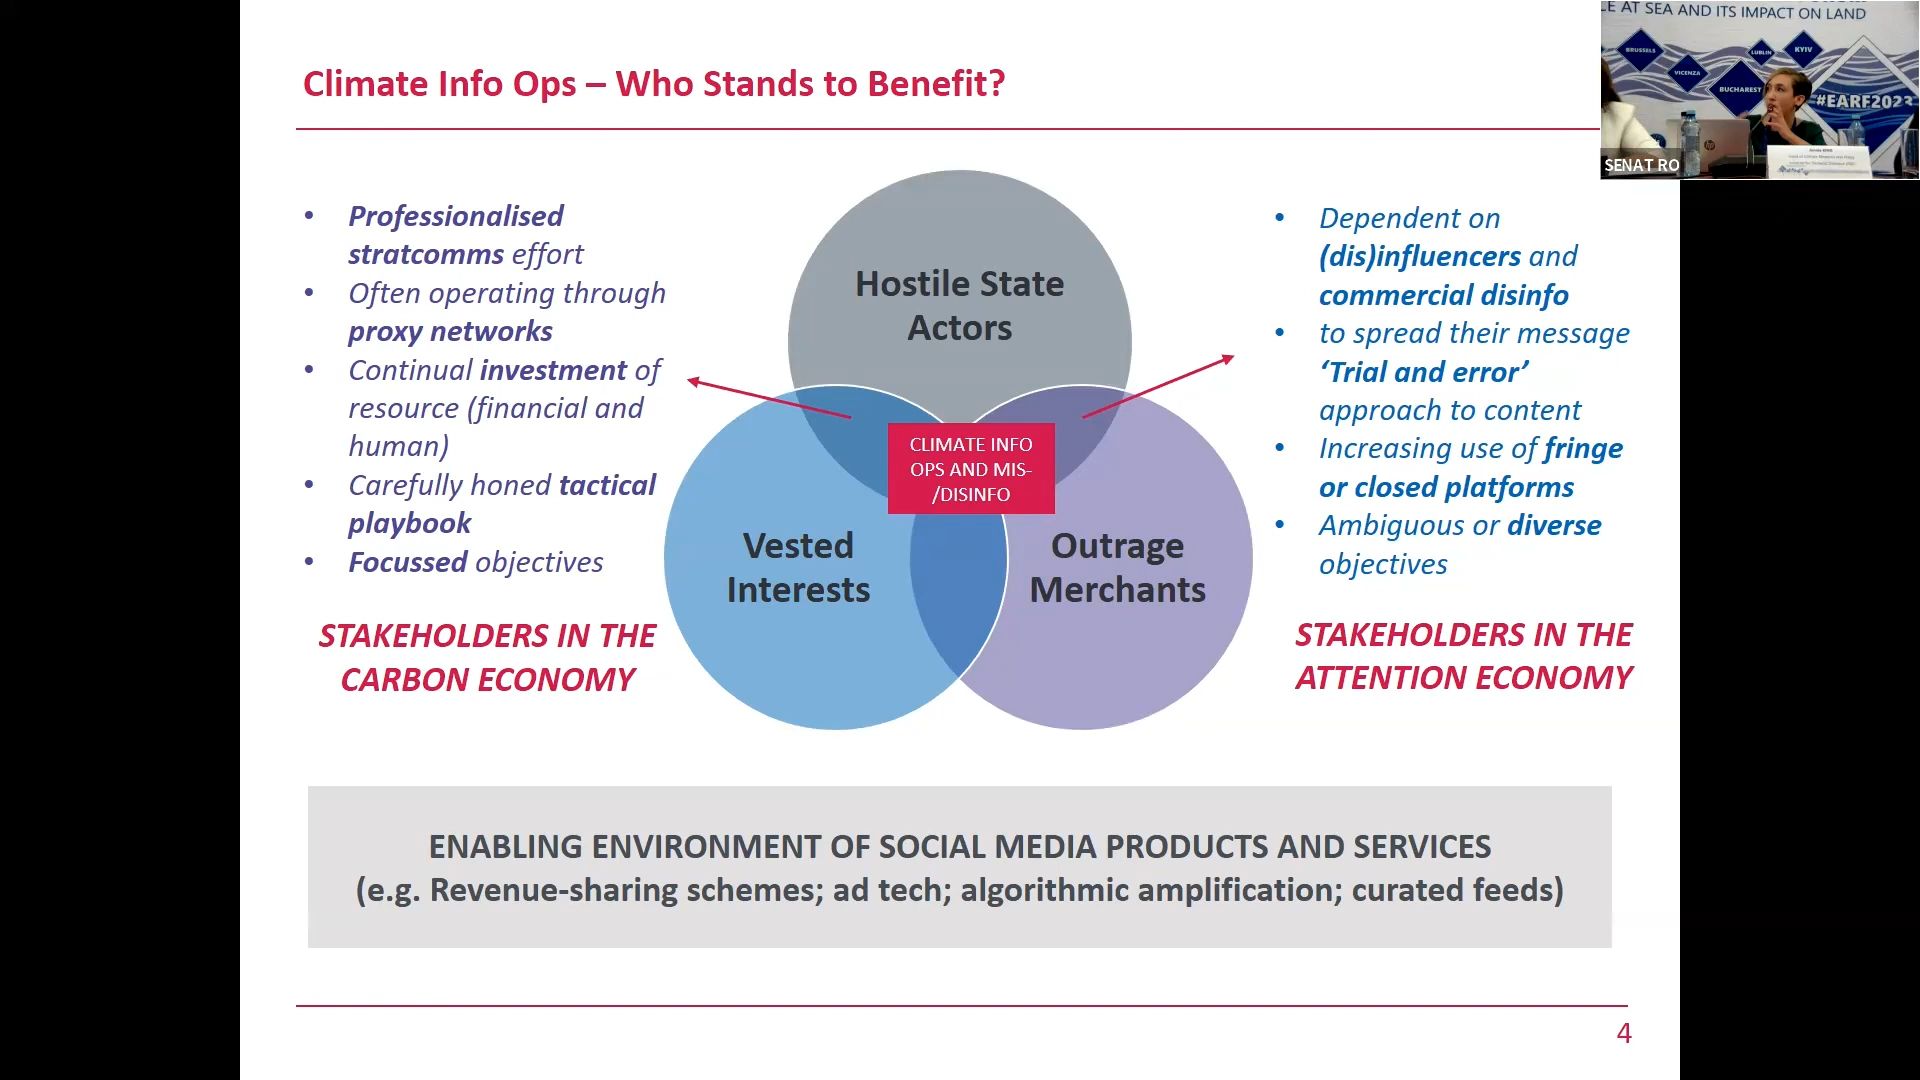 Climate Info Ops – Who Stands to Benefit?
LE AT SEA AND ITS IMPACT ON LAND
BRUSSELS
LUBLIN
KYIV
VICENZA
BUCHAREST
#EARF2023
SENAT RO
• Professionalised
stratcomms effort
• Often operating through
proxy networks
• Continual investment of
resource (financial and
human)
• Carefully honed tactical
playbook
• Focussed objectives
STAKEHOLDERS IN THE
CARBON ECONOMY
Hostile State
Actors
CLIMATE INFO
OPS AND MIS-
/DISINFO
Vested
Interests
Outrage
Merchants
• Dependent on
(dis)influencers and
commercial disinfo
• to spread their message
‘Trial and error’
approach to content
• Increasing use of fringe
or closed platforms
• Ambiguous or diverse
objectives
STAKEHOLDERS IN THE
ATTENTION ECONOMY
ENABLING ENVIRONMENT OF SOCIAL MEDIA PRODUCTS AND SERVICES
(e.g. Revenue-sharing schemes; ad tech; algorithmic amplification; curated feeds)
4